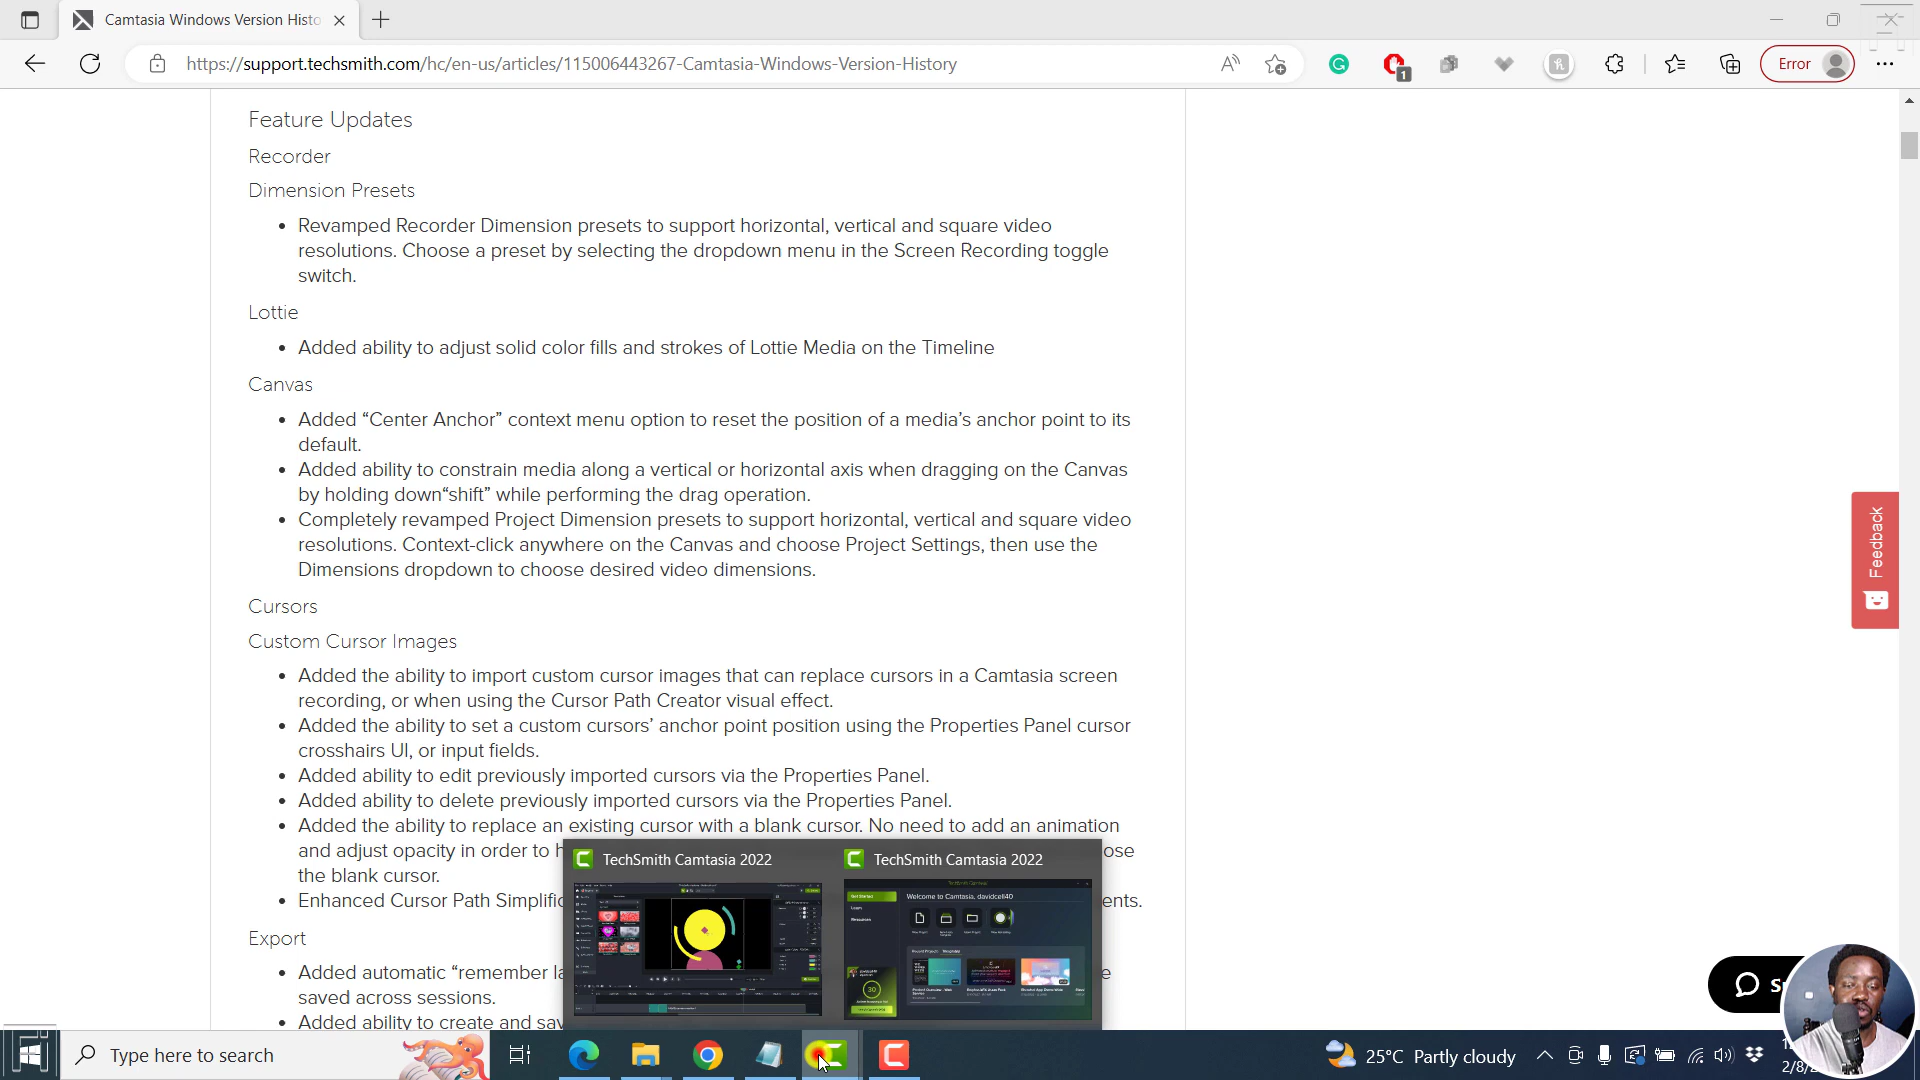 Camtasia Windows Version Histo
https://support.techsmith.com/hc/en-us/articles/115006443267-Camtasia-Windows-Version-History
1
Error
Feature Updates
Recorder
Dimension Presets
Revamped Recorder Dimension presets to support horizontal, vertical and square video
resolutions. Choose a preset by selecting the dropdown menu in the Screen Recording toggle
switch.
Lottie
Added ability to adjust solid color fills and strokes of Lottie Media on the Timeline
Canvas
Added “Center Anchor” context menu option to reset the position of a media’s anchor point to its
default.
Added ability to constrain media along a vertical or horizontal axis when dragging on the Canvas
by holding down“shift” while performing the drag operation.
Completely revamped Project Dimension presets to support horizontal, vertical and square video
resolutions. Context-click anywhere on the Canvas and choose Project Settings, then use the
Dimensions dropdown to choose desired video dimensions.
Feedback
Cursors
Custom Cursor Images
Added the ability to import custom cursor images that can replace cursors in a Camtasia screen
recording, or when using the Cursor Path Creator visual effect.
Added the ability to set a custom cursors’ anchor point position using the Properties Panel cursor
crosshairs UI, or input fields.
Added ability to edit previously imported cursors via the Properties Panel.
Added ability to delete previously imported cursors via the Properties Panel.
Added the ability to replace an existing cursor with a blank cursor. No need to add an animation
and adjust opacity in order to
the blank cursor.
Enhanced Cursor Path
Export
Added automatic “remember
saved across sessions.
Added ability to create and
TechSmith Camtasia 2022
TechSmith Camtasia 2022
Welcome to Camtasia, davidceli40
Get Started
Learn
Resources
30
Type here to search
25°C Partly cloudy